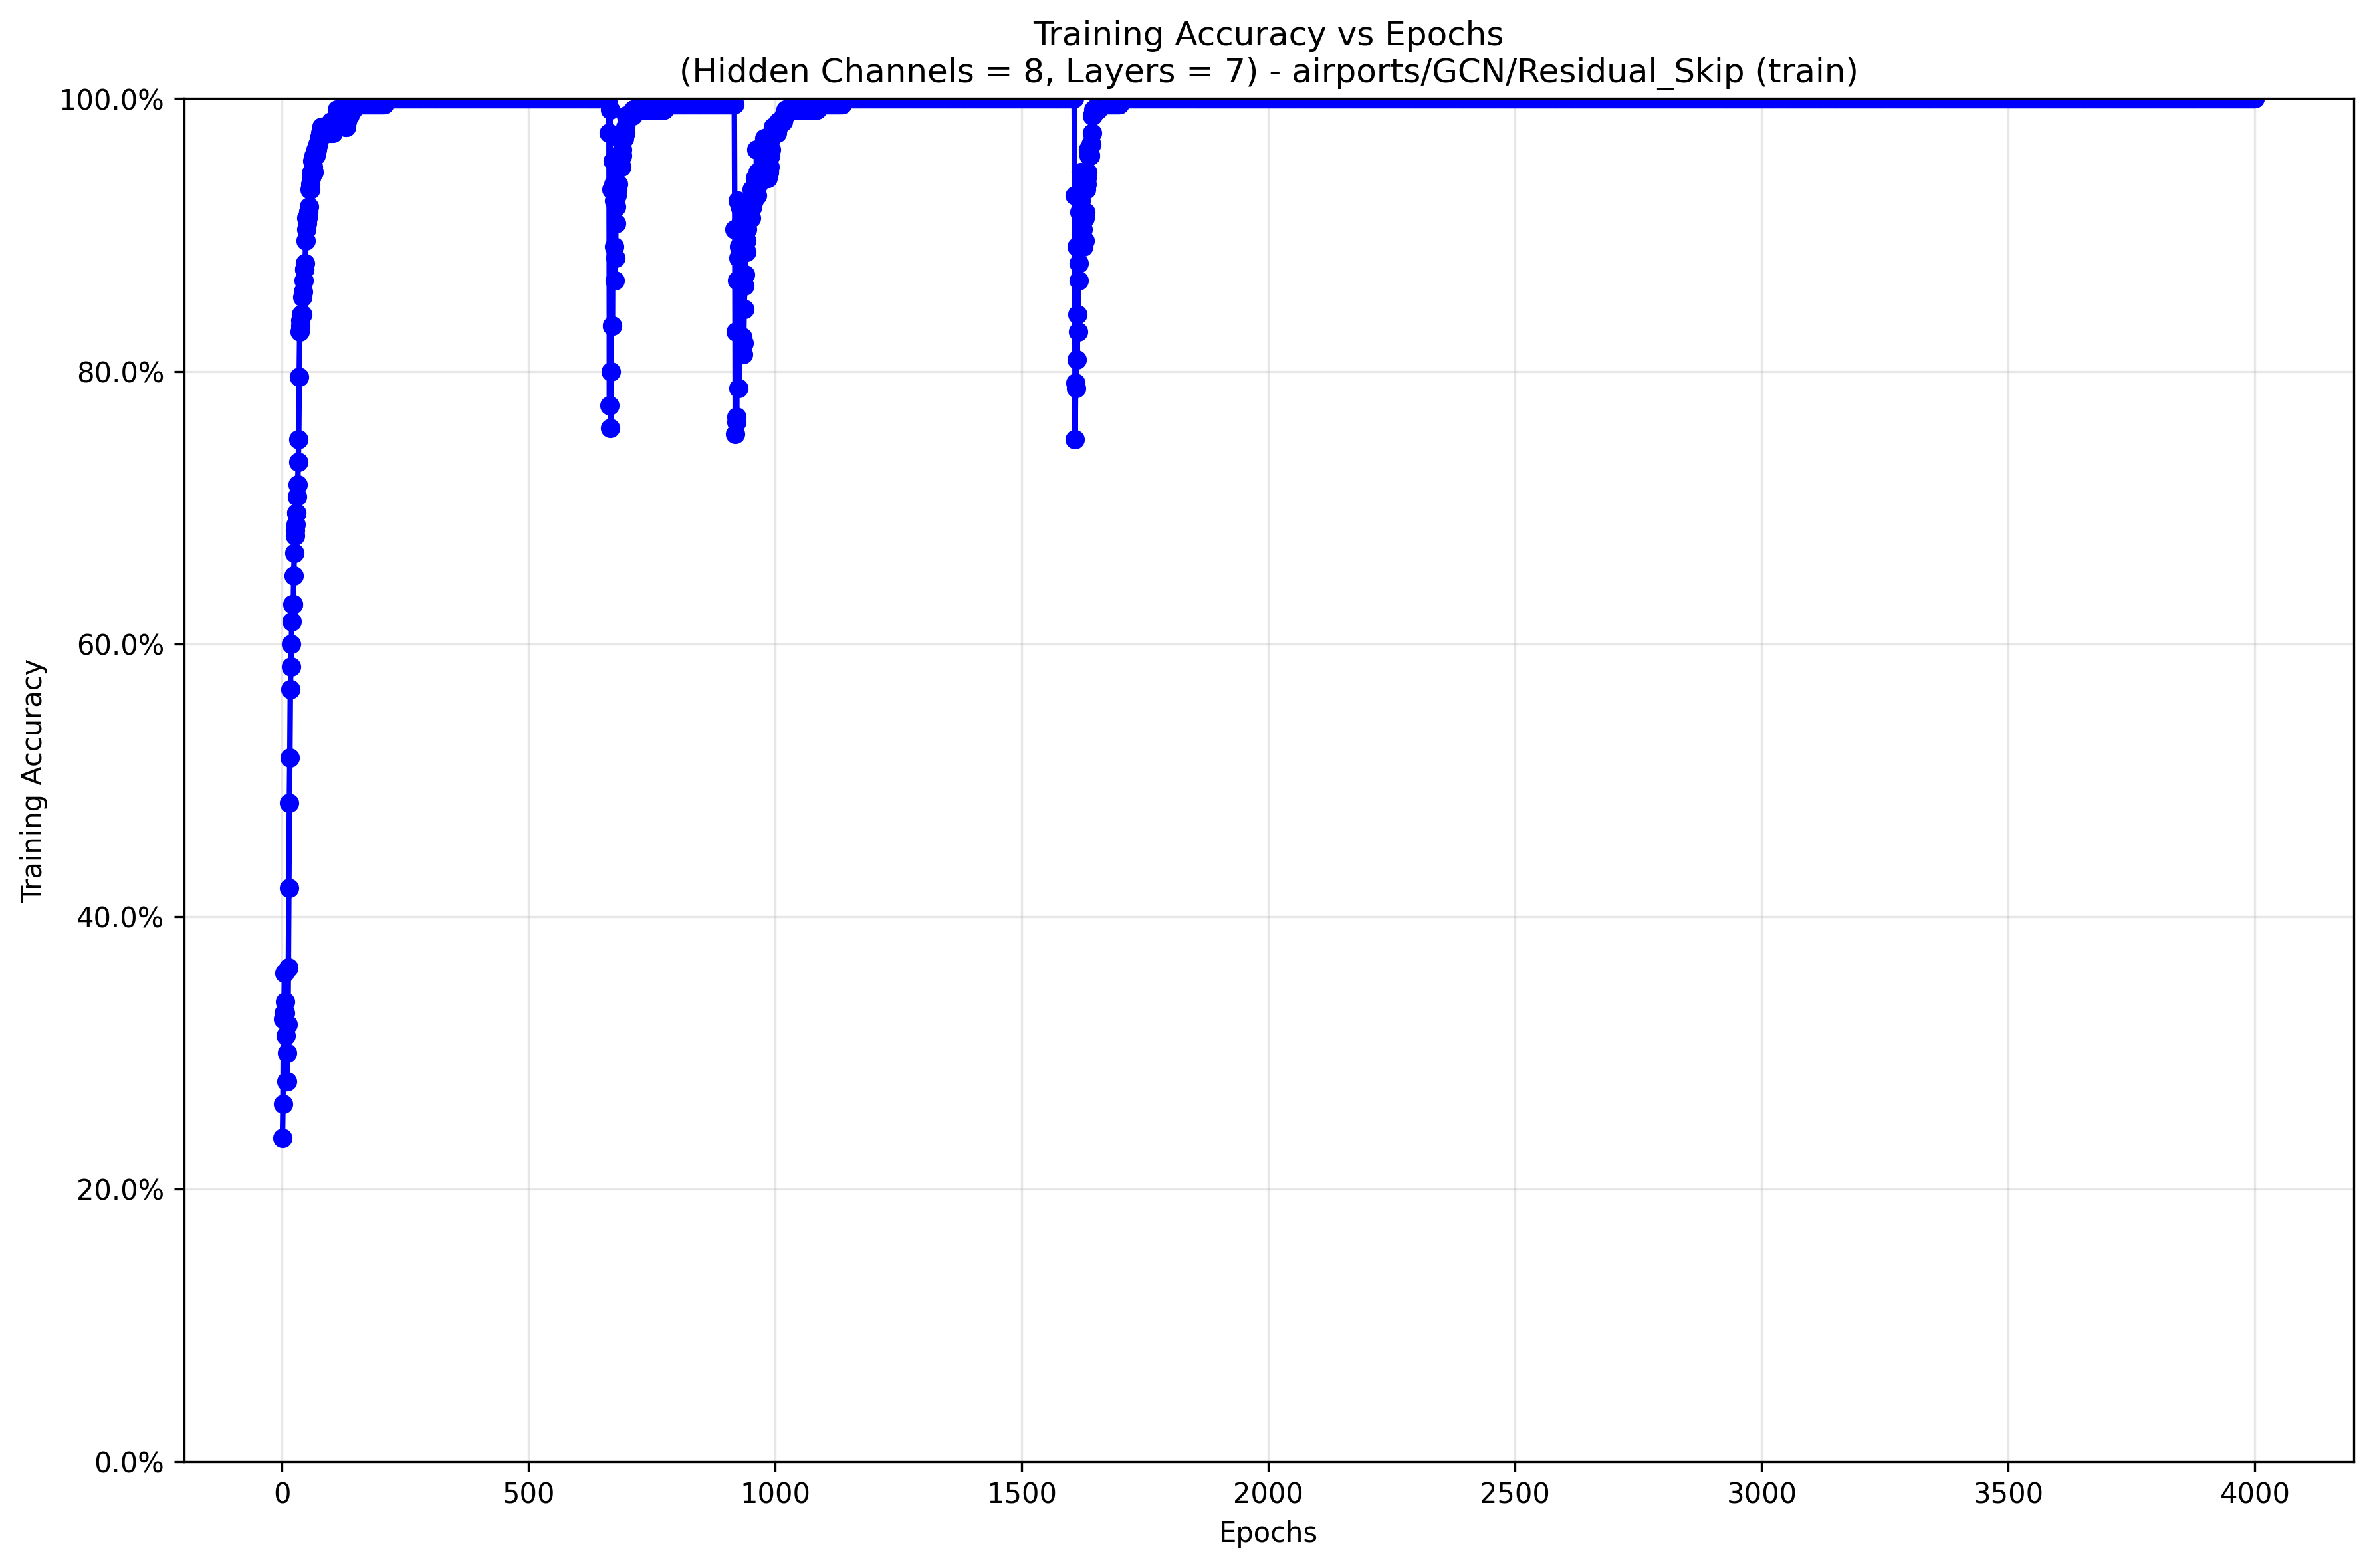 Training Accuracy vs Epochs
(Hidden Channels = 8, Layers = 7) - airports/GCN/Residual_Skip (train)
100.0%
80.0%
60.0%
40.0%
20.0%
0.0%
Training Accuracy
0 500 1000 1500 2000 2500 3000 3500 4000
Epochs